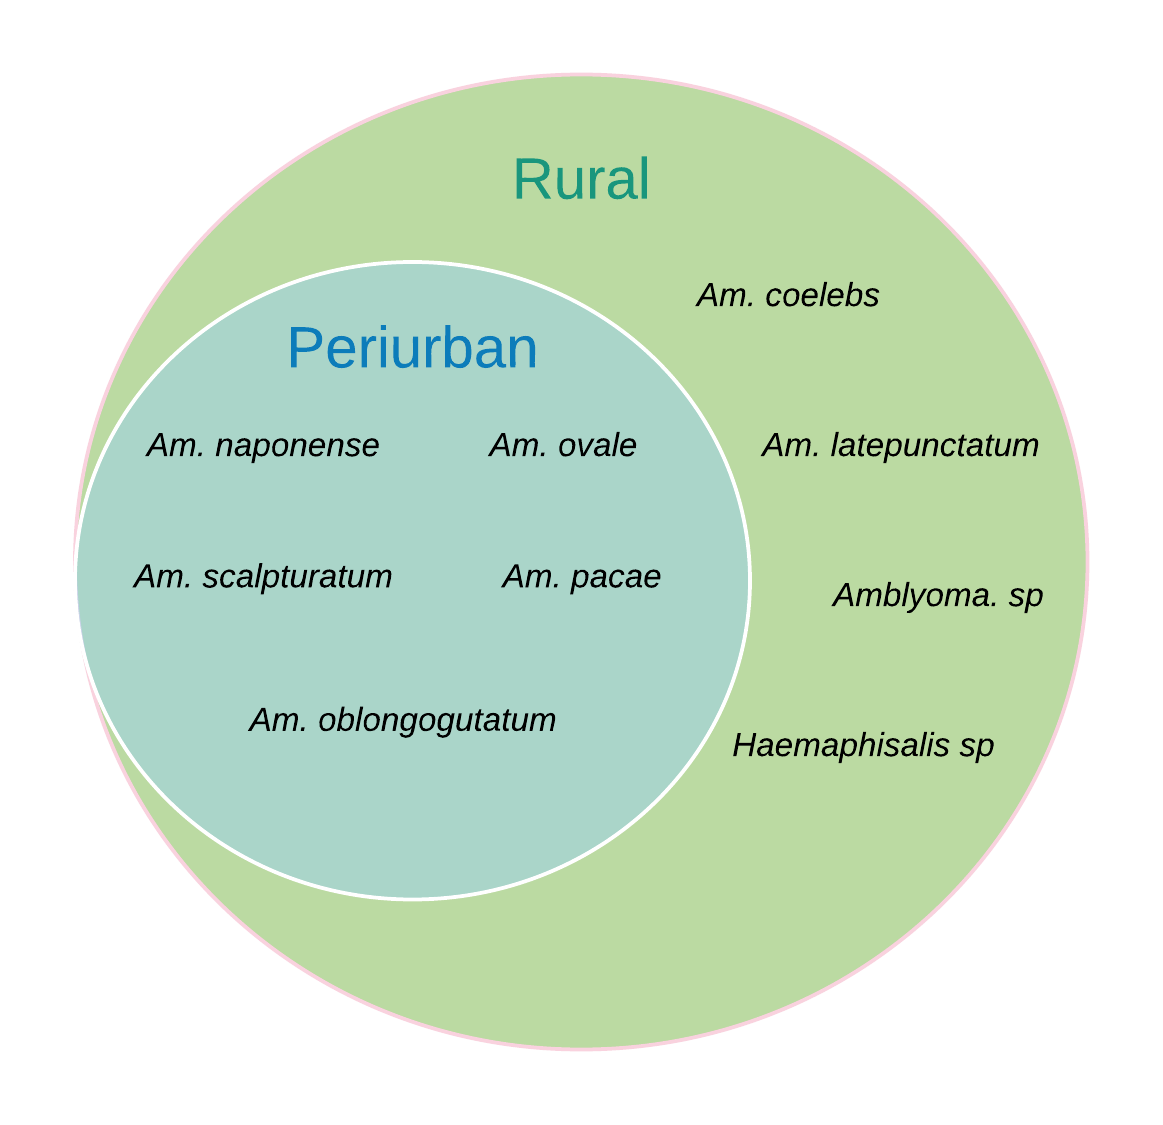 Rural
Am. coelebs
Periurban
Am. naponense
Am. ovale
Am. latepunctatum
Am. scalpturatum
Am. pacae
Amblyoma. sp
Am. oblongogutatum
Haemaphisalis sp